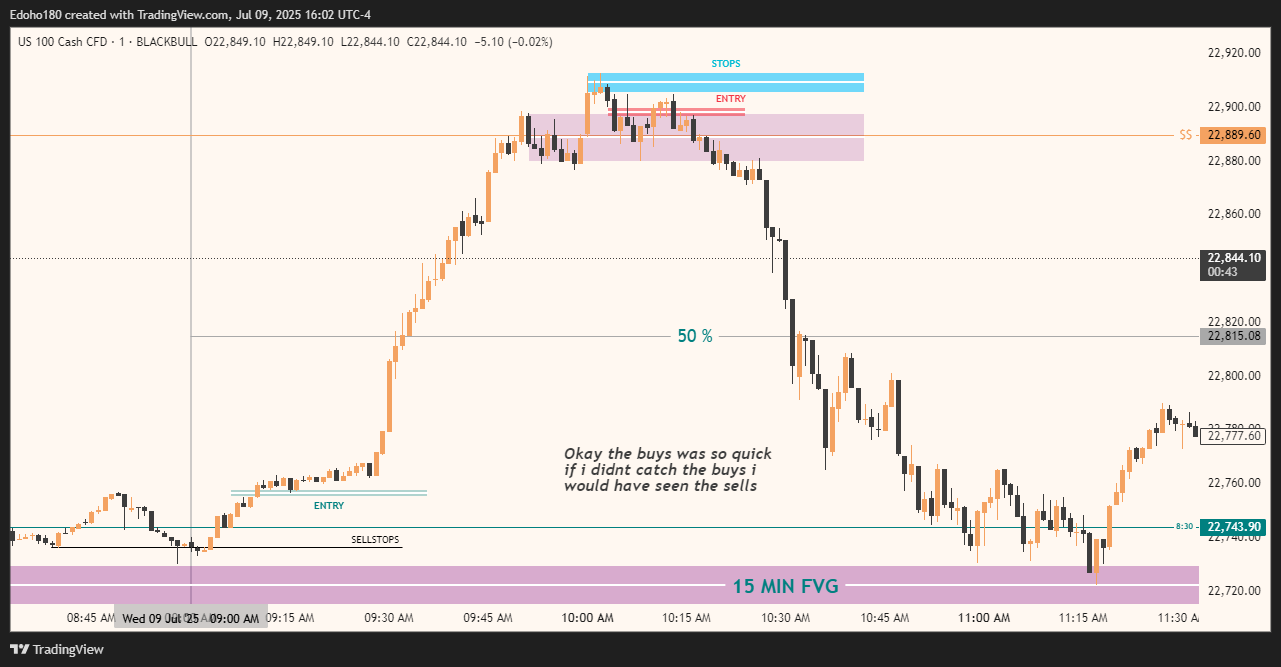 Edoho180 created with TradingView.com, Jul 09, 2025 16:02 UTC-4
US 100 Cash CFD · 1 · BLACKBULL O22,849.10 H22,849.10 L22,844.10 C22,844.10 −5.10 (−0.02%)
22,920.00
STOPS
ENTRY
22,900.00
$$
22,889.60
22,880.00
22,860.00
22,844.10
00:43
22,820.00
50 %
22,815.08
22,800.00
22,780.00
22,777.60
Okay the buys was so quick
if i didnt catch the buys i
would have seen the sells
22,760.00
ENTRY
8:30
22,743.90
22,740.00
SELLSTOPS
15 MIN FVG
22,720.00
08:45 AM Wed 09 Jul '25 09:00 AM 09:15 AM 09:30 AM 09:45 AM 10:00 AM 10:15 AM 10:30 AM 10:45 AM 11:00 AM 11:15 AM 11:30 A
TradingView